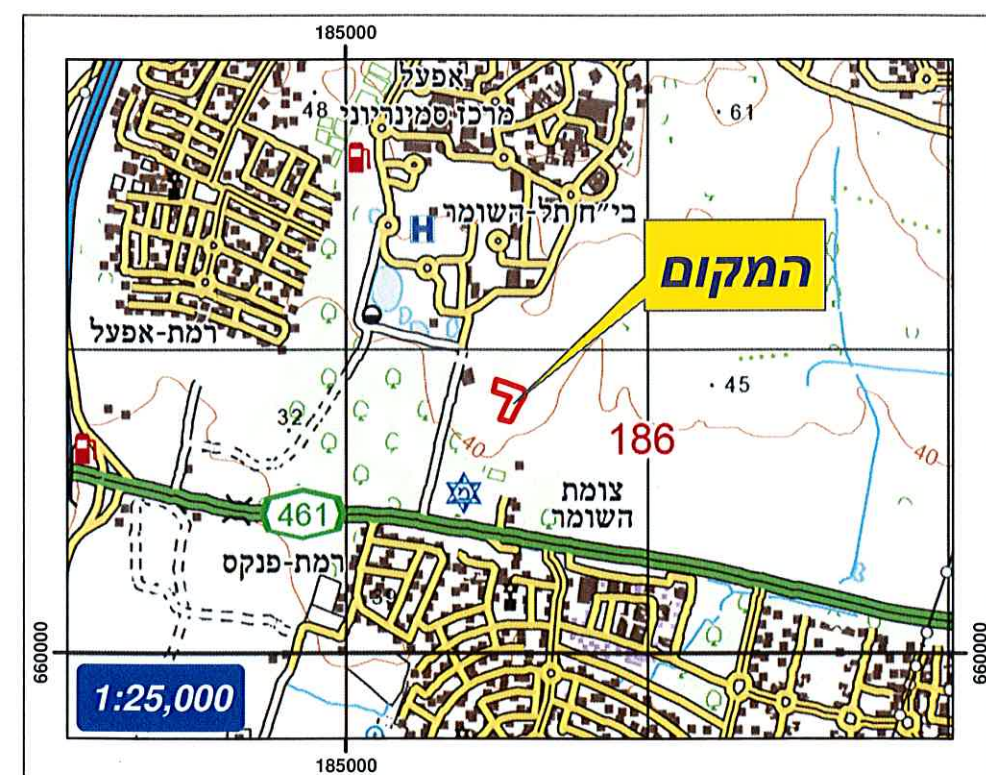 185000
אפעל
מרכז סמינריוני
48
61
בי"ח תל-השומר
H
המקום
רמת-אפעל
45
32
40
186
40
צומת
השומר
מ
461
רמת-פנקס
39
660000
660000
1:25,000
185000